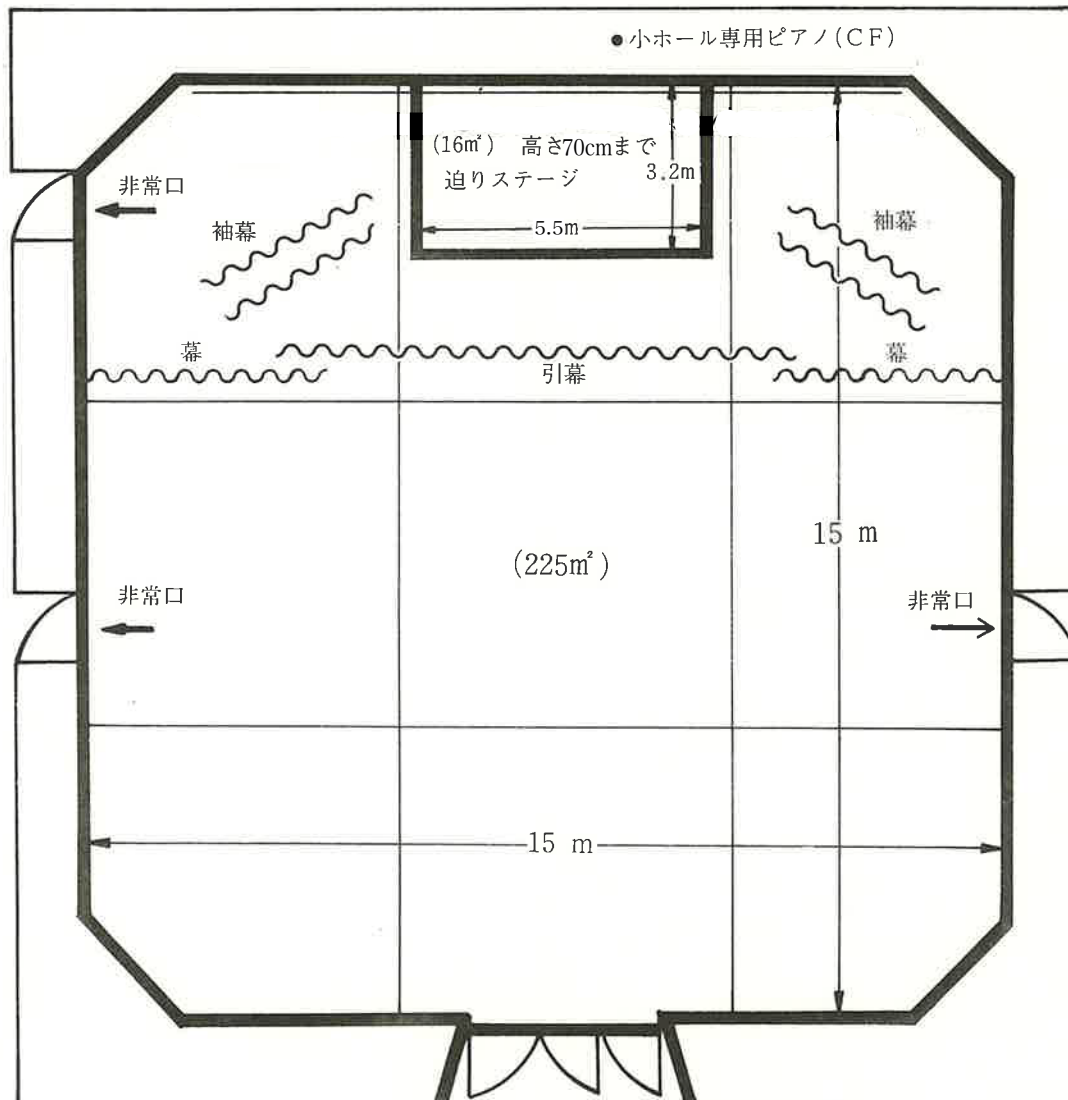 ●小ホール専用ピアノ(CF)
(16㎡) 高さ70cmまで
迫りステージ
3.2m
5.5m
非常口
袖幕
袖幕
幕
引幕
幕
15 m
(225㎡)
非常口
非常口
15 m